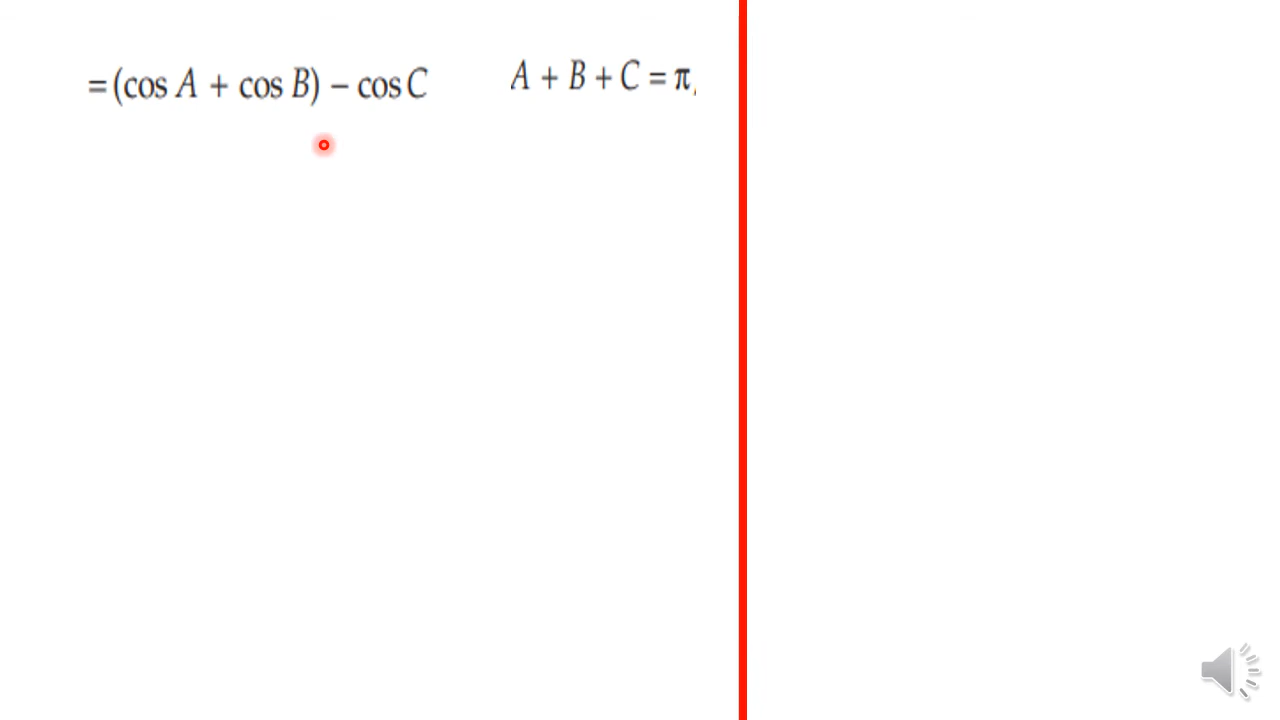 = (cos A + cos B) − cos C A + B + C = π,